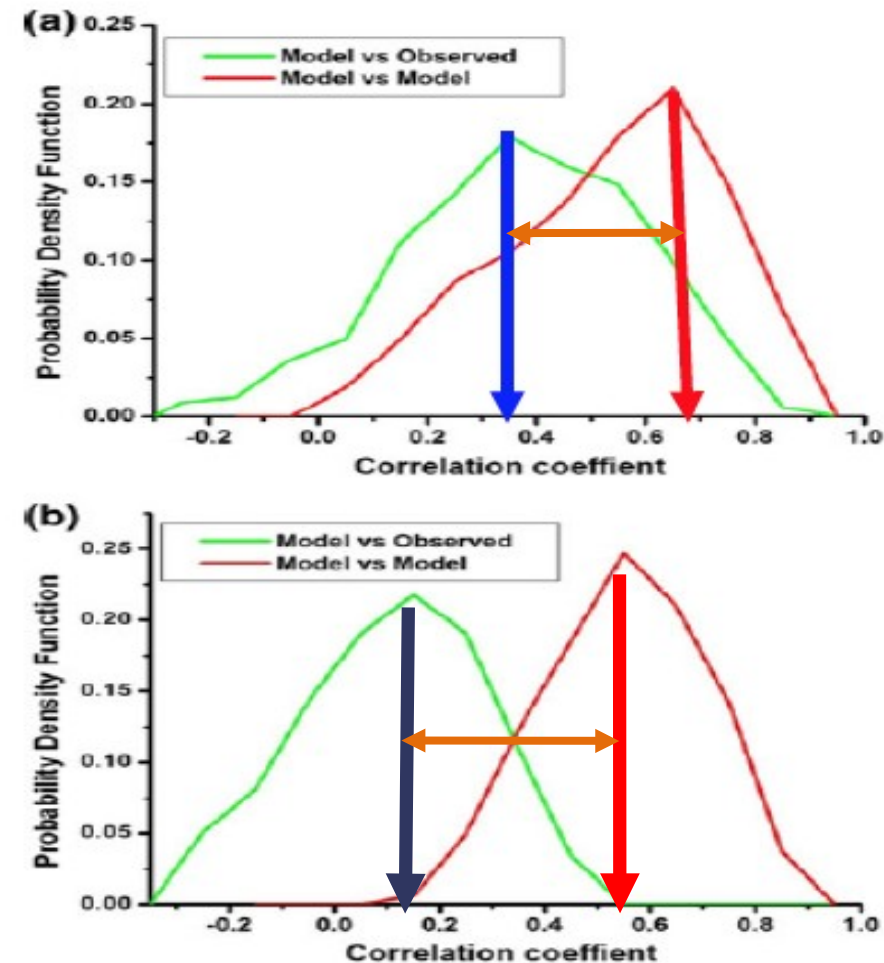 (a)
Model vs Observed
Model vs Model
Probability Density Function
0.25
0.20
0.15
0.10
0.05
0.00
-0.2 0.0 0.2 0.4 0.6 0.8 1.0
Correlation coeffient
(b)
Model vs Observed
Model vs Model
Probability Density Function
0.25
0.20
0.15
0.10
0.05
0.00
-0.2 0.0 0.2 0.4 0.6 0.8 1.0
Correlation coeffient